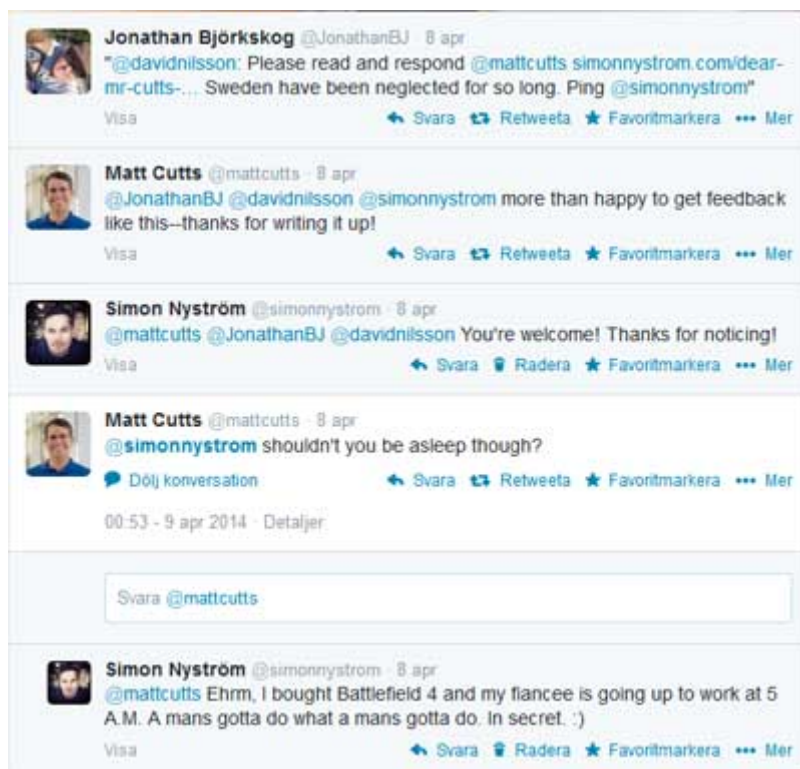 Jonathan Björkskog @JonathanBJ · 8 apr
"@davidnilsson: Please read and respond @mattcutts simonnystrom.com/dear-
mr-cutts-... Sweden have been neglected for so long. Ping @simonnystrom"
Visa Svara Retweeta Favoritmarkera Mer
Matt Cutts @mattcutts · 8 apr
@JonathanBJ @davidnilsson @simonnystrom more than happy to get feedback
like this--thanks for writing it up!
Visa Svara Retweeta Favoritmarkera Mer
Simon Nyström @simonnystrom · 8 apr
@mattcutts @JonathanBJ @davidnilsson You're welcome! Thanks for noticing!
Visa Svara Radera Favoritmarkera Mer
Matt Cutts @mattcutts · 8 apr
@simonnystrom shouldn't you be asleep though?
Dölj konversation Svara Retweeta Favoritmarkera Mer
00:53 - 9 apr 2014 · Detaljer
Svara @mattcutts
Simon Nyström @simonnystrom · 8 apr
@mattcutts Ehrm, I bought Battlefield 4 and my fiancee is going up to work at 5
A.M. A mans gotta do what a mans gotta do. In secret. :)
Visa Svara Radera Favoritmarkera Mer